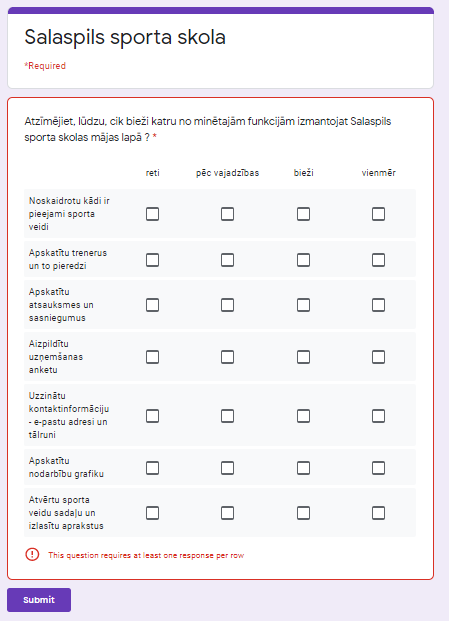 Salaspils sporta skola
*Required
Atzīmējiet, lūdzu, cik bieži katru no minētajām funkcijām izmantojat Salaspils
sporta skolas mājas lapā ? *
reti pēc vajadzības bieži vienmēr
Noskaidrotu kādi ir
pieejami sporta
veidi
Apskatītu trenerus
un to pieredzi
Apskatītu
atsauksmes un
sasniegumus
Aizpildītu
uzņemšanas
anketu
Uzzinātu
kontaktinformāciju
- e-pastu adresi un
tālruni
Apskatītu
nodarbību grafiku
Atvērtu sporta
veidu sadaļu un
izlasītu aprakstus
This question requires at least one response per row
Submit